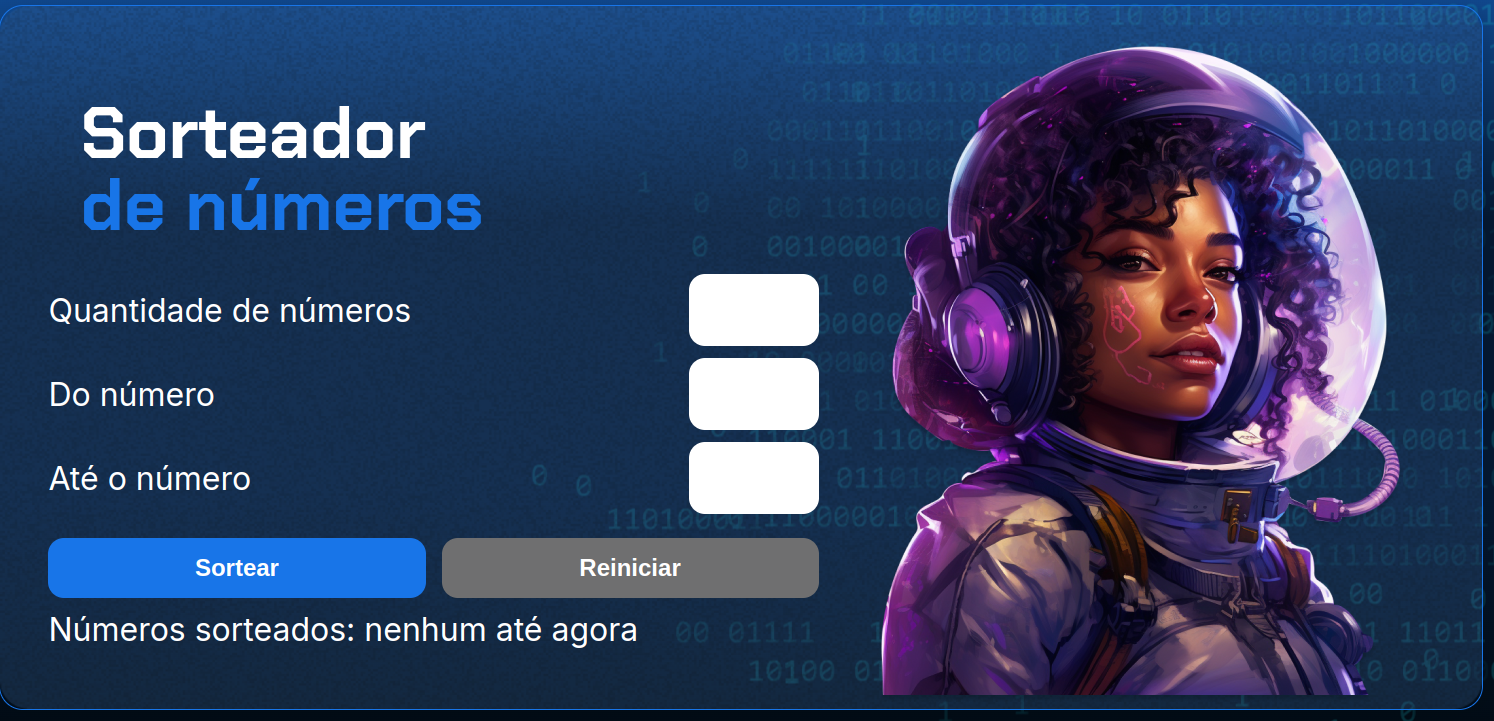 Sorteador
de números
Quantidade de números
Do número
Até o número
Sortear
Reiniciar
Números sorteados: nenhum até agora